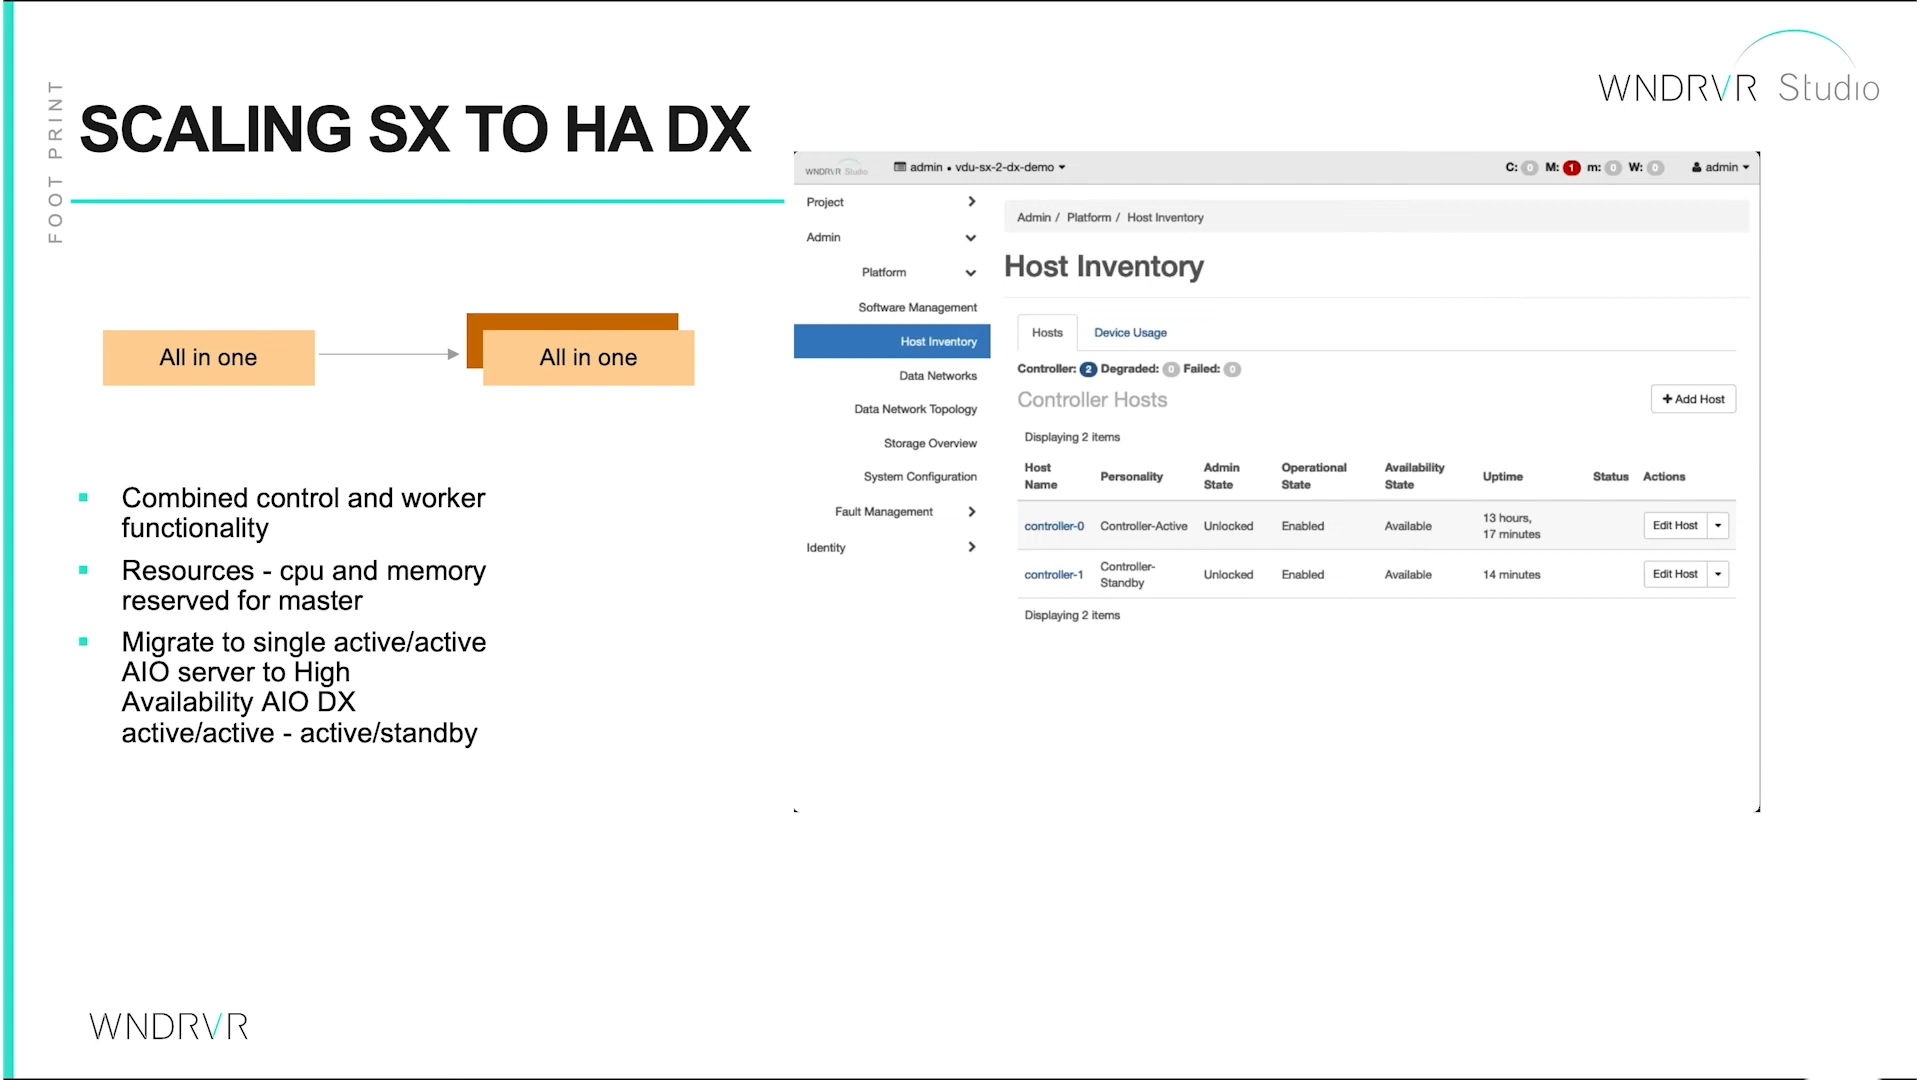 FOOT PRINT
SCALING SX TO HA DX
WNDRVR Studio
All in one
All in one
Combined control and worker
functionality
Resources - cpu and memory
reserved for master
Migrate to single active/active
AIO server to High
Availability AIO DX
active/active - active/standby
WNDRVR
WNDRVR Studio
admin • vdu-sx-2-dx-demo
C: 0 M: 1 m: 0 W: 0
admin
Project
Admin
Platform
Software Management
Host Inventory
Data Networks
Data Network Topology
Storage Overview
System Configuration
Fault Management
Identity
Admin / Platform / Host Inventory
Host Inventory
Hosts Device Usage
Controller: 2 Degraded: 0 Failed: 0
Controller Hosts
+ Add Host
Displaying 2 items
Host Name Personality Admin State Operational State Availability State Uptime Status Actions
controller-0 Controller-Active Unlocked Enabled Available 13 hours, 17 minutes Edit Host
controller-1 Controller-Standby Unlocked Enabled Available 14 minutes Edit Host
Displaying 2 items